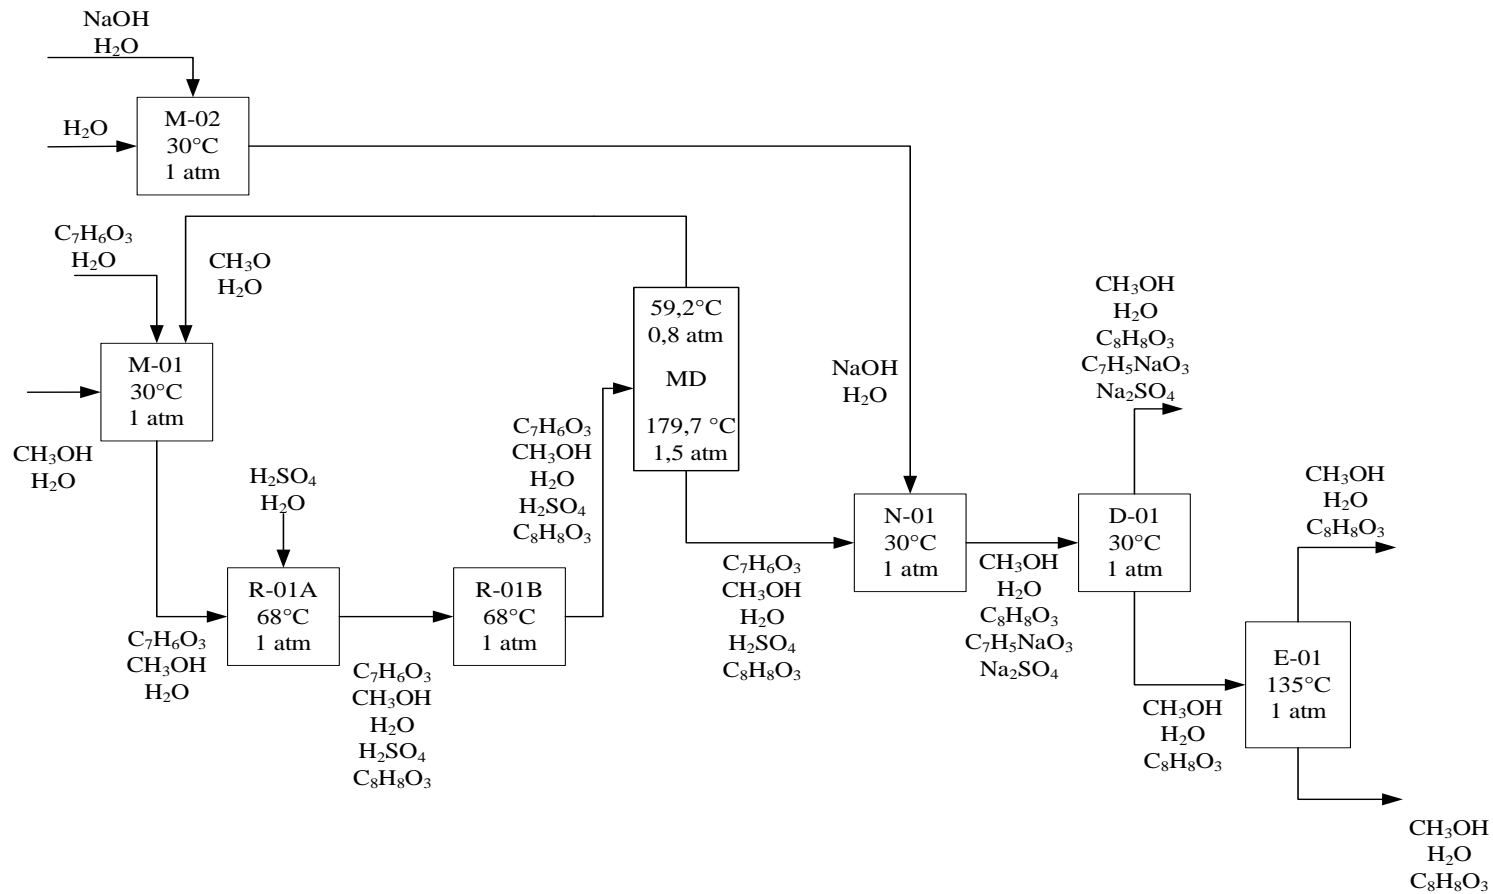 NaOH
H₂O
H₂O
M-02
30°C
1 atm
C₇H₆O₃
H₂O
CH₃O
H₂O
M-01
30°C
1 atm
CH₃OH
H₂O
H₂SO₄
H₂O
C₇H₆O₃
CH₃OH
H₂O
R-01A
68°C
1 atm
C₇H₆O₃
CH₃OH
H₂O
H₂SO₄
C₈H₈O₃
R-01B
68°C
1 atm
C₇H₆O₃
CH₃OH
H₂O
H₂SO₄
C₈H₈O₃
59,2°C
0,8 atm
MD
179,7 °C
1,5 atm
C₇H₆O₃
CH₃OH
H₂O
H₂SO₄
C₈H₈O₃
NaOH
H₂O
N-01
30°C
1 atm
CH₃OH
H₂O
C₈H₈O₃
C₇H₅NaO₃
Na₂SO₄
CH₃OH
H₂O
C₈H₈O₃
C₇H₅NaO₃
Na₂SO₄
D-01
30°C
1 atm
CH₃OH
H₂O
C₈H₈O₃
CH₃OH
H₂O
C₈H₈O₃
E-01
135°C
1 atm
CH₃OH
H₂O
C₈H₈O₃